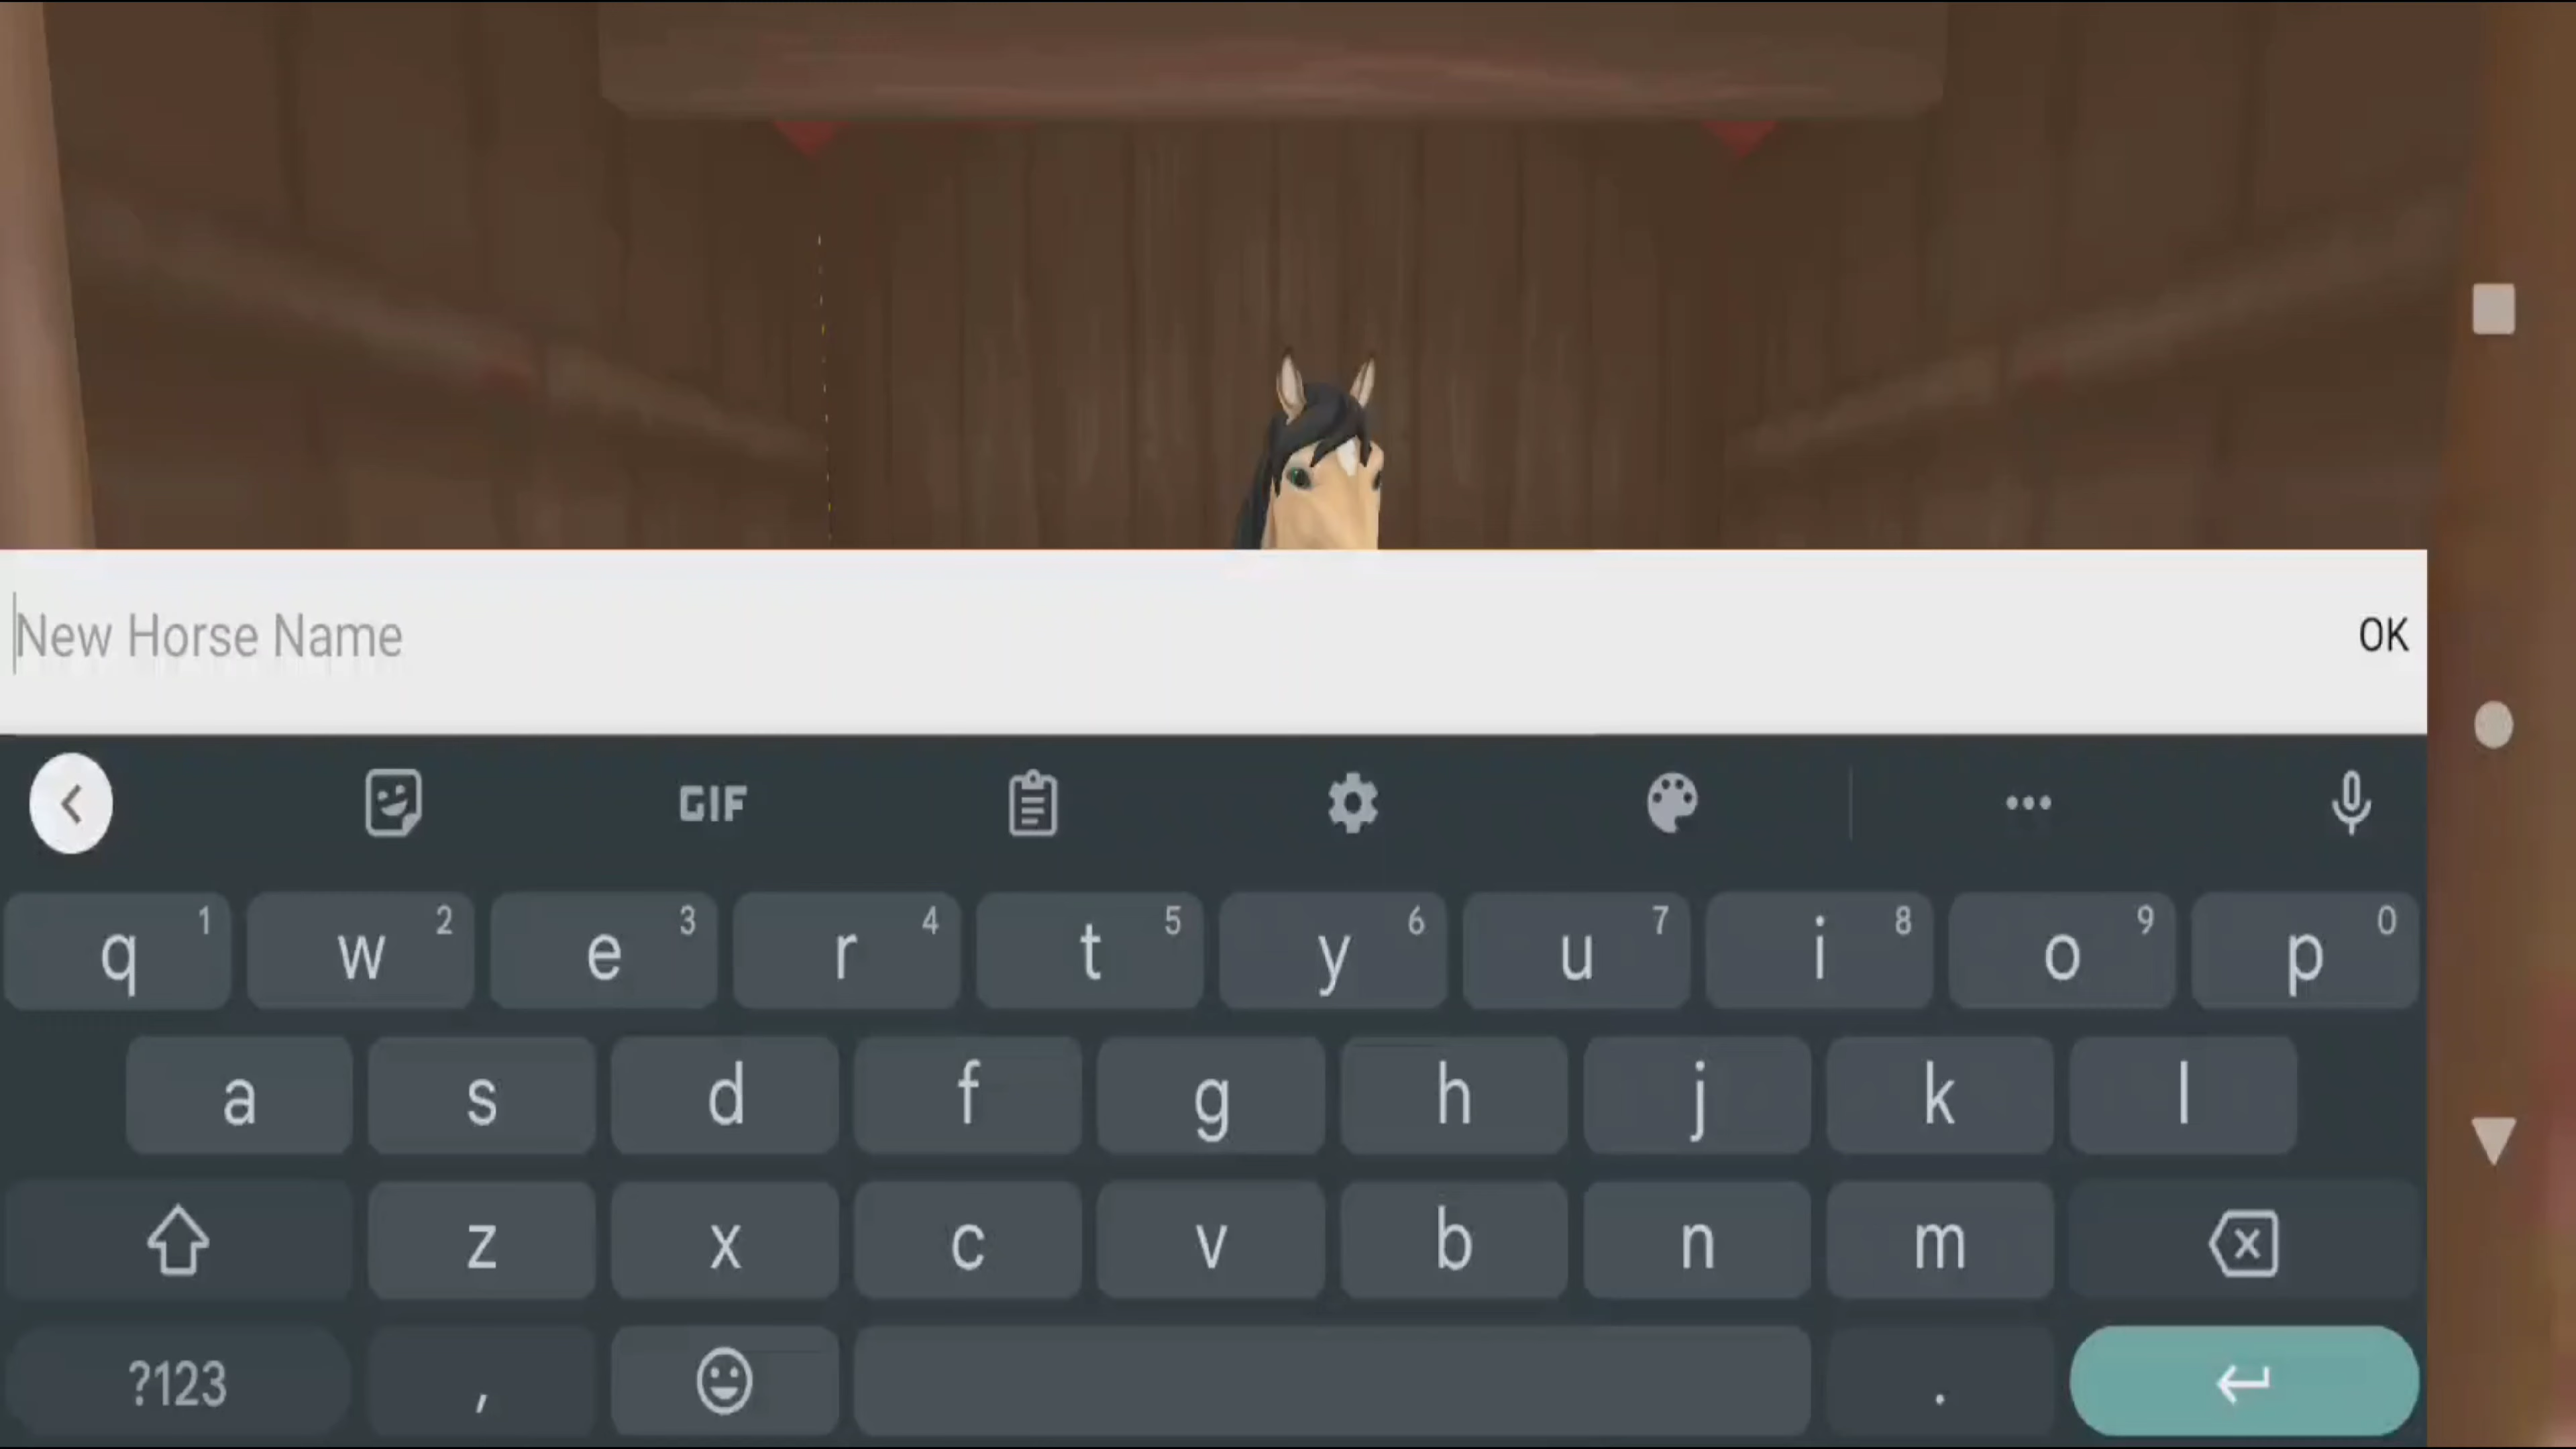 New Horse Name
OK
GIF
q 1 w 2 e 3 r 4 t 5 y 6 u 7 i 8 o 9 p 0
a s d f g h j k l
z x c v b n m
?123 , .